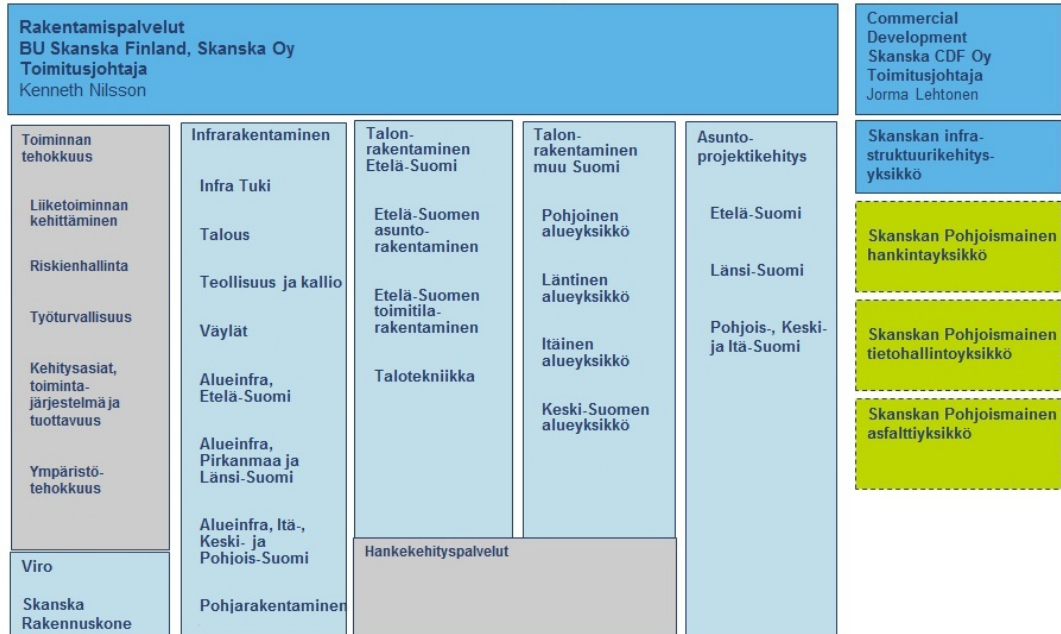 Rakentamispalvelut
BU Skanska Finland, Skanska Oy
Toimitusjohtaja
Kenneth Nilsson
Commercial
Development
Skanska CDF Oy
Toimitusjohtaja
Jorma Lehtonen
Toiminnan
tehokkuus
Liiketoiminnan
kehittäminen
Riskienhallinta
Työturvallisuus
Kehitysasiat,
toiminta-
järjestelmä ja
tuottavuus
Ympäristö-
tehokkuus
Viro
Skanska
Rakennuskone
Infrarakentaminen
Infra Tuki
Talous
Teollisuus ja kallio
Väylät
Alueinfra,
Etelä-Suomi
Alueinfra,
Pirkanmaa ja
Länsi-Suomi
Alueinfra, Itä-,
Keski- ja
Pohjois-Suomi
Pohjarakentaminen
Talon-
rakentaminen
Etelä-Suomi
Etelä-Suomen
asunto-
rakentaminen
Etelä-Suomen
toimitila-
rakentaminen
Talotekniikka
Talon-
rakentaminen
muu Suomi
Pohjoinen
alueyksikkö
Läntinen
alueyksikkö
Itäinen
alueyksikkö
Keski-Suomen
alueyksikkö
Hankekehityspalvelut
Asunto-
projektikehitys
Etelä-Suomi
Länsi-Suomi
Pohjois-, Keski-
ja Itä-Suomi
Skanskan infra-
struktuurikehitys-
yksikkö
Skanskan Pohjoismainen
hankintayksikkö
Skanskan Pohjoismainen
tietohallintoyksikkö
Skanskan Pohjoismainen
asfalttiyksikkö